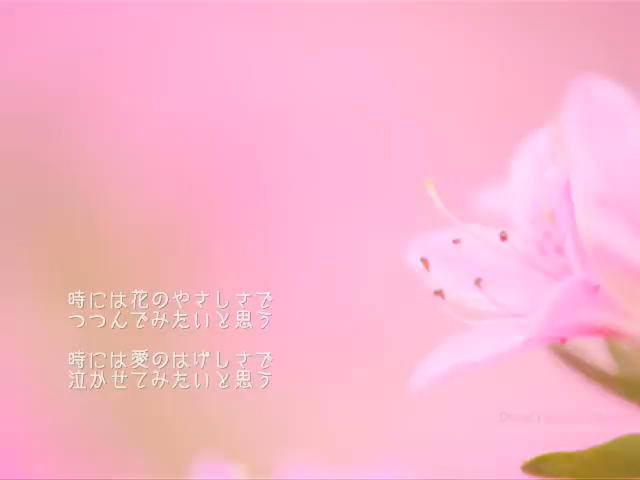 時には花のやさしさで
つつんでみたいと思う
時には愛のはげしさで
泣かせてみたいと思う